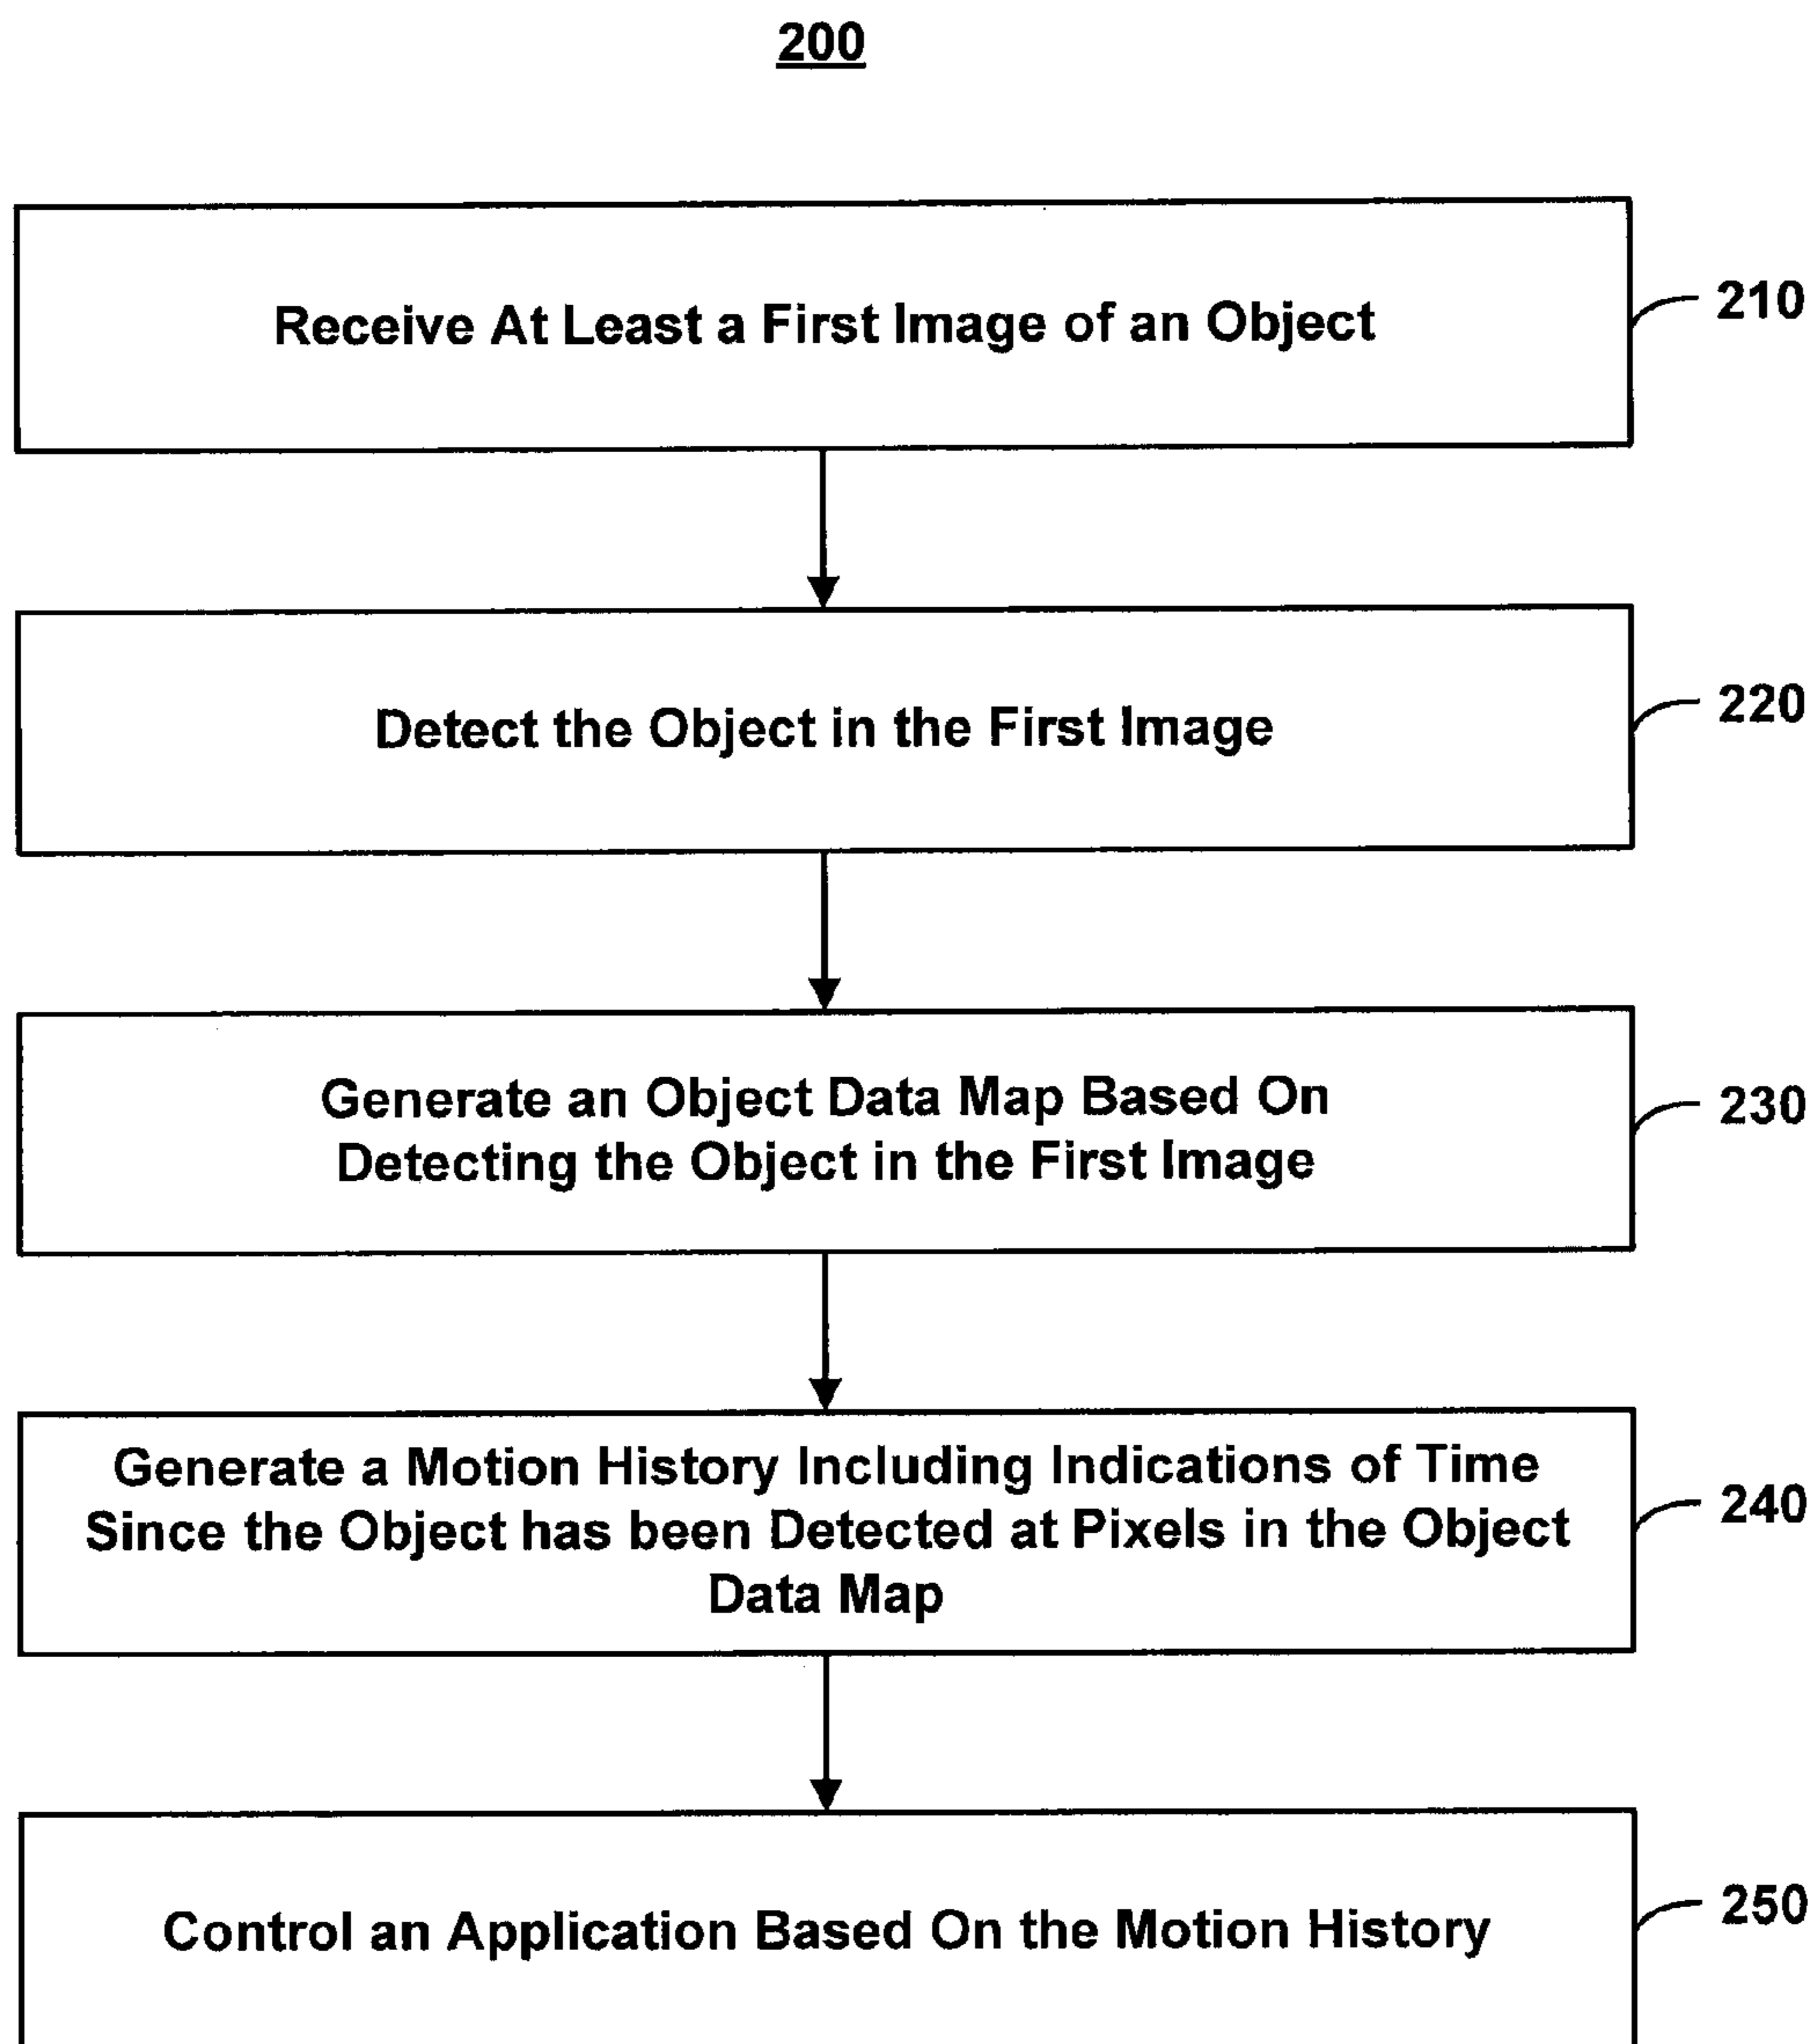 200
Receive At Least a First Image of an Object
210
Detect the Object in the First Image
220
Generate an Object Data Map Based On
Detecting the Object in the First Image
230
Generate a Motion History Including Indications of Time
Since the Object has been Detected at Pixels in the Object
Data Map
240
Control an Application Based On the Motion History
250